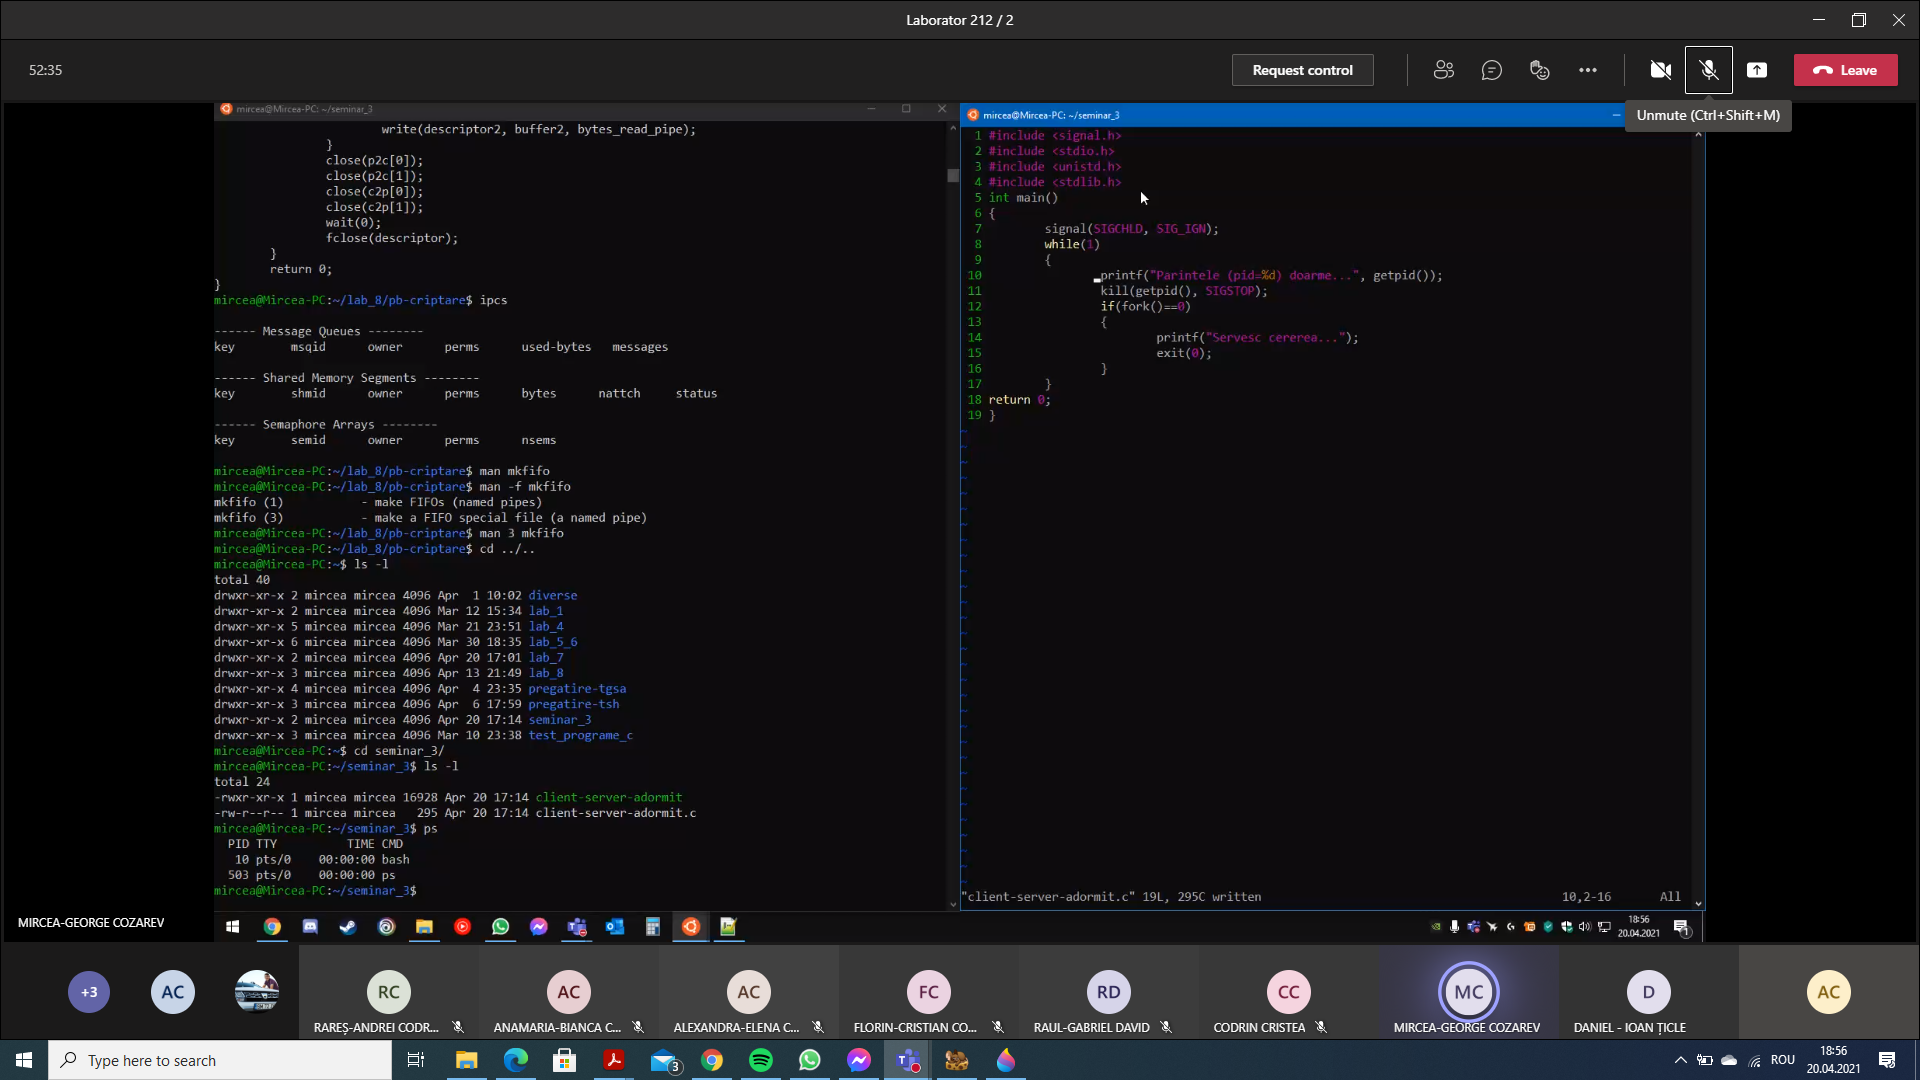 Laborator 212 / 2
52:35
Request control
Leave
Unmute (Ctrl+Shift+M)
mircea@Mircea-PC: ~/seminar_3
write(descriptor2, buffer2, bytes_read_pipe);
}
close(p2c[0]);
close(p2c[1]);
close(c2p[0]);
close(c2p[1]);
wait(0);
fclose(descriptor);
}
return 0;
}
mircea@Mircea-PC:~/lab_8/pb-criptare$ ipcs
------ Message Queues --------
key msqid owner perms used-bytes messages
------ Shared Memory Segments --------
key shmid owner perms bytes nattch status
------ Semaphore Arrays --------
key semid owner perms nsems
mircea@Mircea-PC:~/lab_8/pb-criptare$ man mkfifo
mircea@Mircea-PC:~/lab_8/pb-criptare$ man -f mkfifo
mkfifo (1) - make FIFOs (named pipes)
mkfifo (3) - make a FIFO special file (a named pipe)
mircea@Mircea-PC:~/lab_8/pb-criptare$ man 3 mkfifo
mircea@Mircea-PC:~/lab_8/pb-criptare$ cd ../..
mircea@Mircea-PC:~$ ls -l
total 40
drwxr-xr-x 2 mircea mircea 4096 Apr 1 10:02 diverse
drwxr-xr-x 2 mircea mircea 4096 Mar 12 15:34 lab_1
drwxr-xr-x 5 mircea mircea 4096 Mar 21 23:51 lab_4
drwxr-xr-x 6 mircea mircea 4096 Mar 30 18:35 lab_5_6
drwxr-xr-x 2 mircea mircea 4096 Apr 20 17:01 lab_7
drwxr-xr-x 3 mircea mircea 4096 Apr 13 21:49 lab_8
drwxr-xr-x 4 mircea mircea 4096 Apr 4 23:35 pregatire-tgsa
drwxr-xr-x 3 mircea mircea 4096 Apr 6 17:59 pregatire-tsh
drwxr-xr-x 2 mircea mircea 4096 Apr 20 17:14 seminar_3
drwxr-xr-x 3 mircea mircea 4096 Mar 10 23:38 test_programe_c
mircea@Mircea-PC:~$ cd seminar_3/
mircea@Mircea-PC:~/seminar_3$ ls -l
total 24
-rwxr-xr-x 1 mircea mircea 16928 Apr 20 17:14 client-server-adormit
-rw-r--r-- 1 mircea mircea 295 Apr 20 17:14 client-server-adormit.c
mircea@Mircea-PC:~/seminar_3$ ps
PID TTY TIME CMD
10 pts/0 00:00:00 bash
503 pts/0 00:00:00 ps
mircea@Mircea-PC:~/seminar_3$
mircea@Mircea-PC: ~/seminar_3
1 #include <signal.h>
2 #include <stdio.h>
3 #include <unistd.h>
4 #include <stdlib.h>
5 int main()
6 {
7 signal(SIGCHLD, SIG_IGN);
8 while(1)
9 {
10 printf("Parintele (pid=%d) doarme...", getpid());
11 kill(getpid(), SIGSTOP);
12 if(fork()==0)
13 {
14 printf("Servesc cererea...");
15 exit(0);
16 }
17 }
18 return 0;
19 }
"client-server-adormit.c" 19L, 295C written 10,2-16 All
MIRCEA-GEORGE COZAREV
18:56
20.04.2021
1
+3
AC
RC
AC
AC
FC
RD
CC
MC
D
AC
RAREȘ-ANDREI CODR...
ANAMARIA-BIANCA C...
ALEXANDRA-ELENA C...
FLORIN-CRISTIAN CO...
RAUL-GABRIEL DAVID
CODRIN CRISTEA
MIRCEA-GEORGE COZAREV
DANIEL - IOAN ȚICLE
Type here to search
3
ROU
18:56
20.04.2021